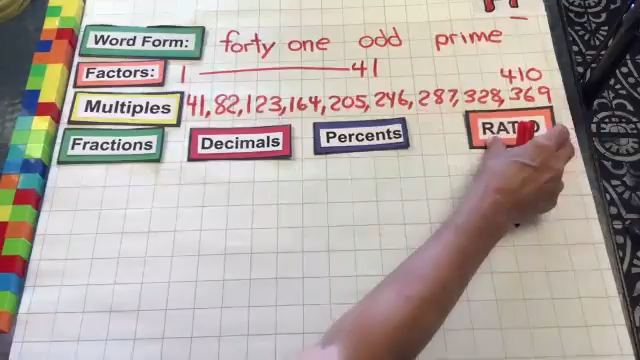 Word Form: forty one odd prime
Factors: 1 41
410
Multiples 41, 82, 123, 164, 205, 246, 287, 328, 369
Fractions Decimals Percents RATIO